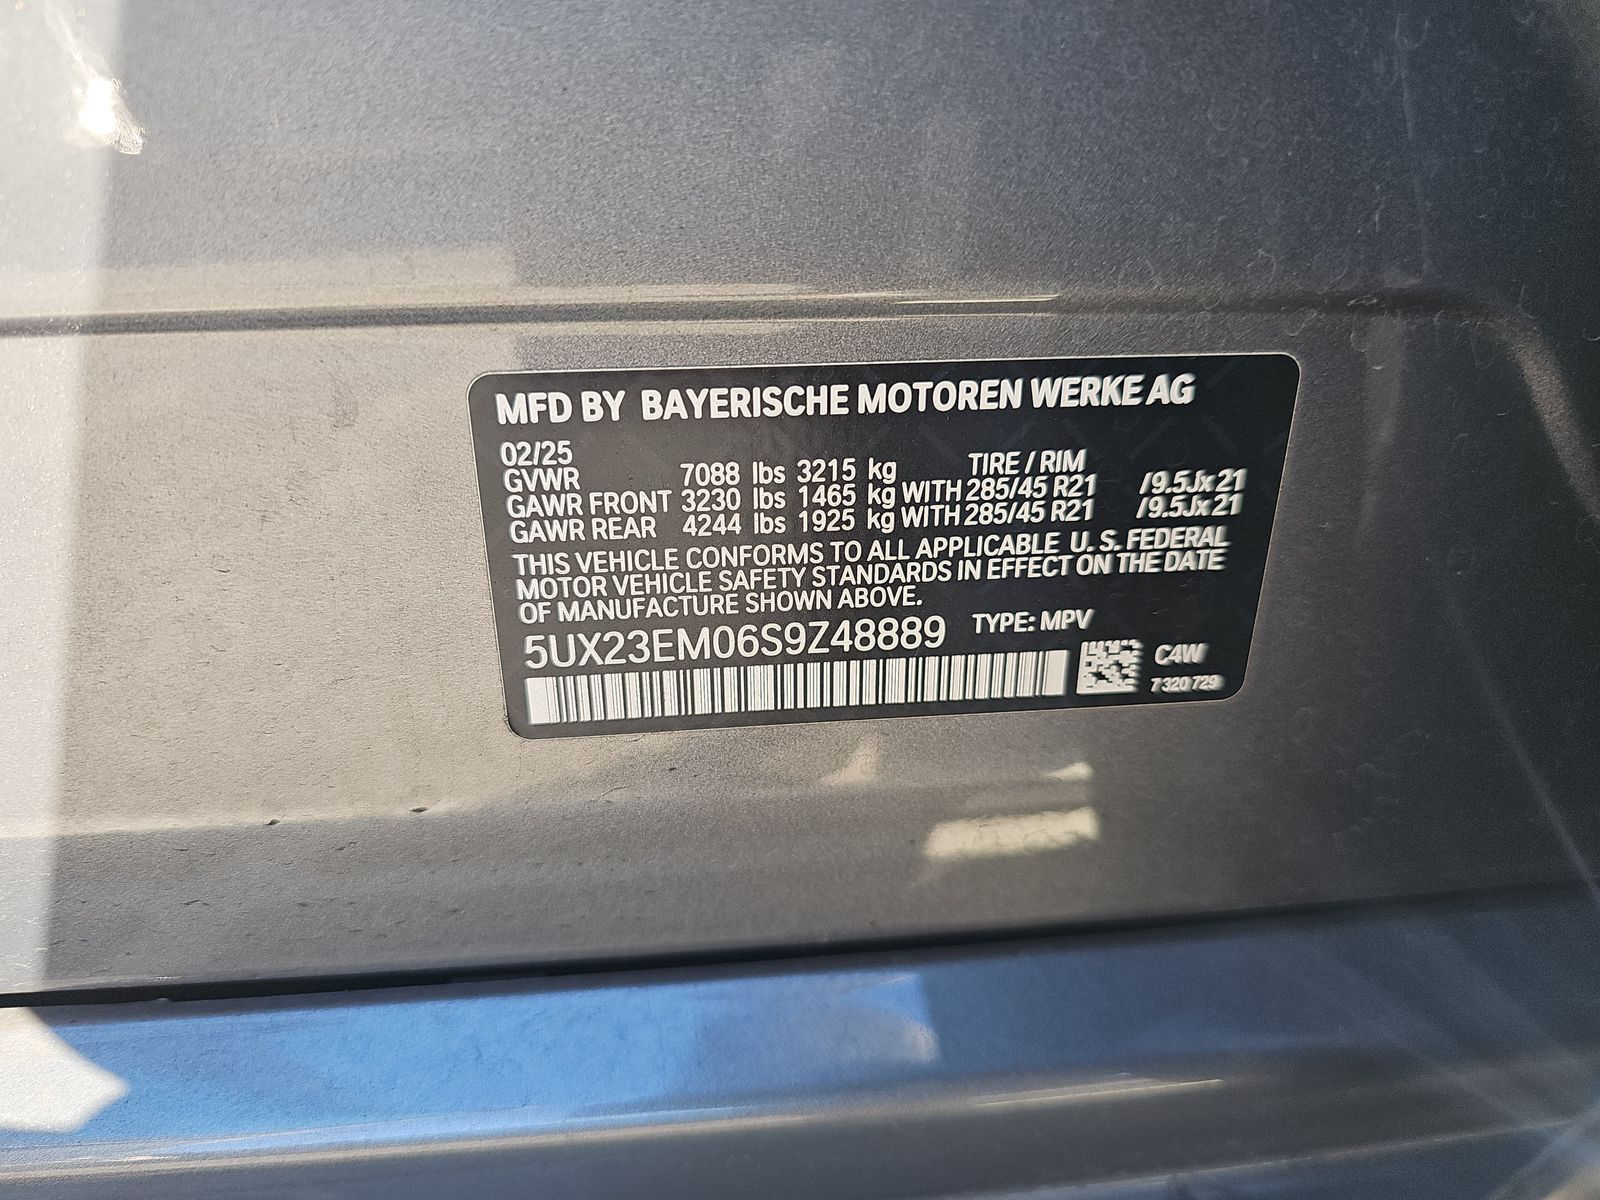 MFD BY BAYERISCHE MOTOREN WERKE AG
02/25
GVWR 7088 lbs 3215 kg TIRE / RIM
GAWR FRONT 3230 lbs 1465 kg WITH 285/45 R21 /9.5Jx21
GAWR REAR 4244 lbs 1925 kg WITH 285/45 R21 /9.5Jx21
THIS VEHICLE CONFORMS TO ALL APPLICABLE U. S. FEDERAL
MOTOR VEHICLE SAFETY STANDARDS IN EFFECT ON THE DATE
OF MANUFACTURE SHOWN ABOVE.
5UX23EM06S9Z48889 TYPE: MPV
C4W
7 320 729